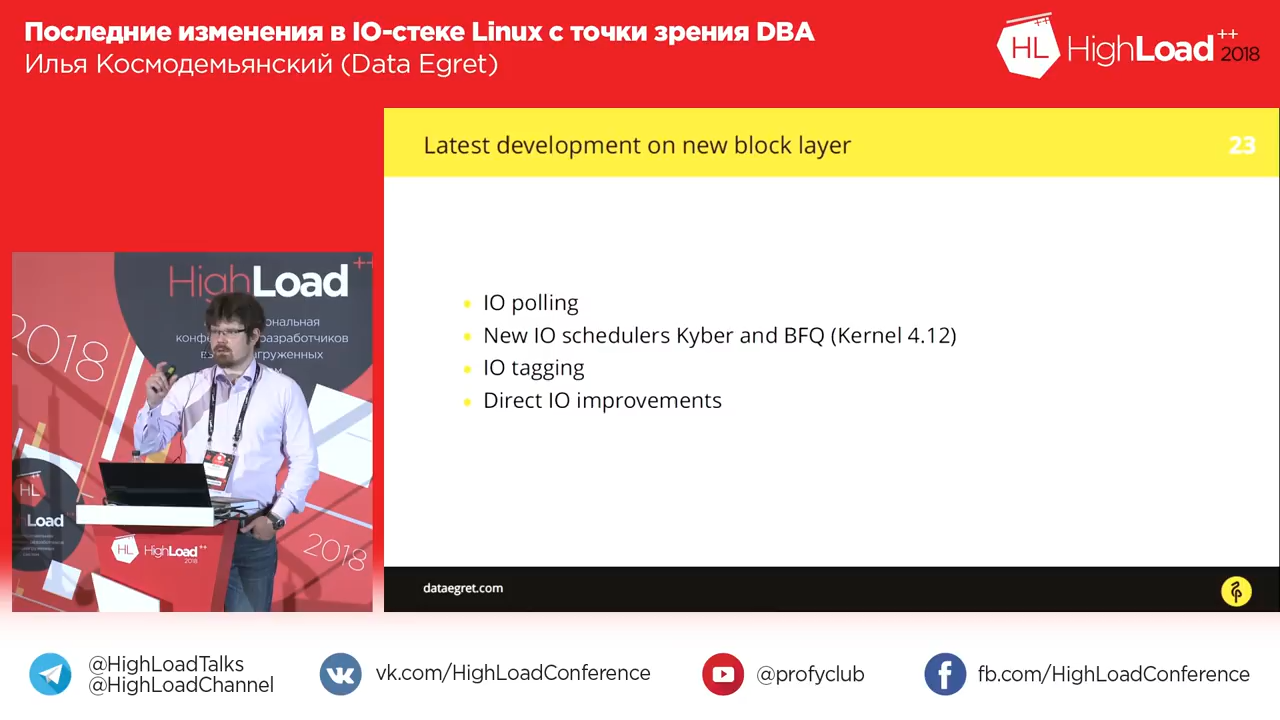 Последние изменения в IO-стеке Linux с точки зрения DBA
Илья Космодемьянский (Data Egret)
HL HighLoad++ 2018
Latest development on new block layer
23
IO polling
New IO schedulers Kyber and BFQ (Kernel 4.12)
IO tagging
Direct IO improvements
dataegret.com
HighLoad++
2018
HL
Load
HL HighLoad++
2018
2018
@HighLoadTalks
@HighLoadChannel
vk.com/HighLoadConference
@profyclub
fb.com/HighLoadConference